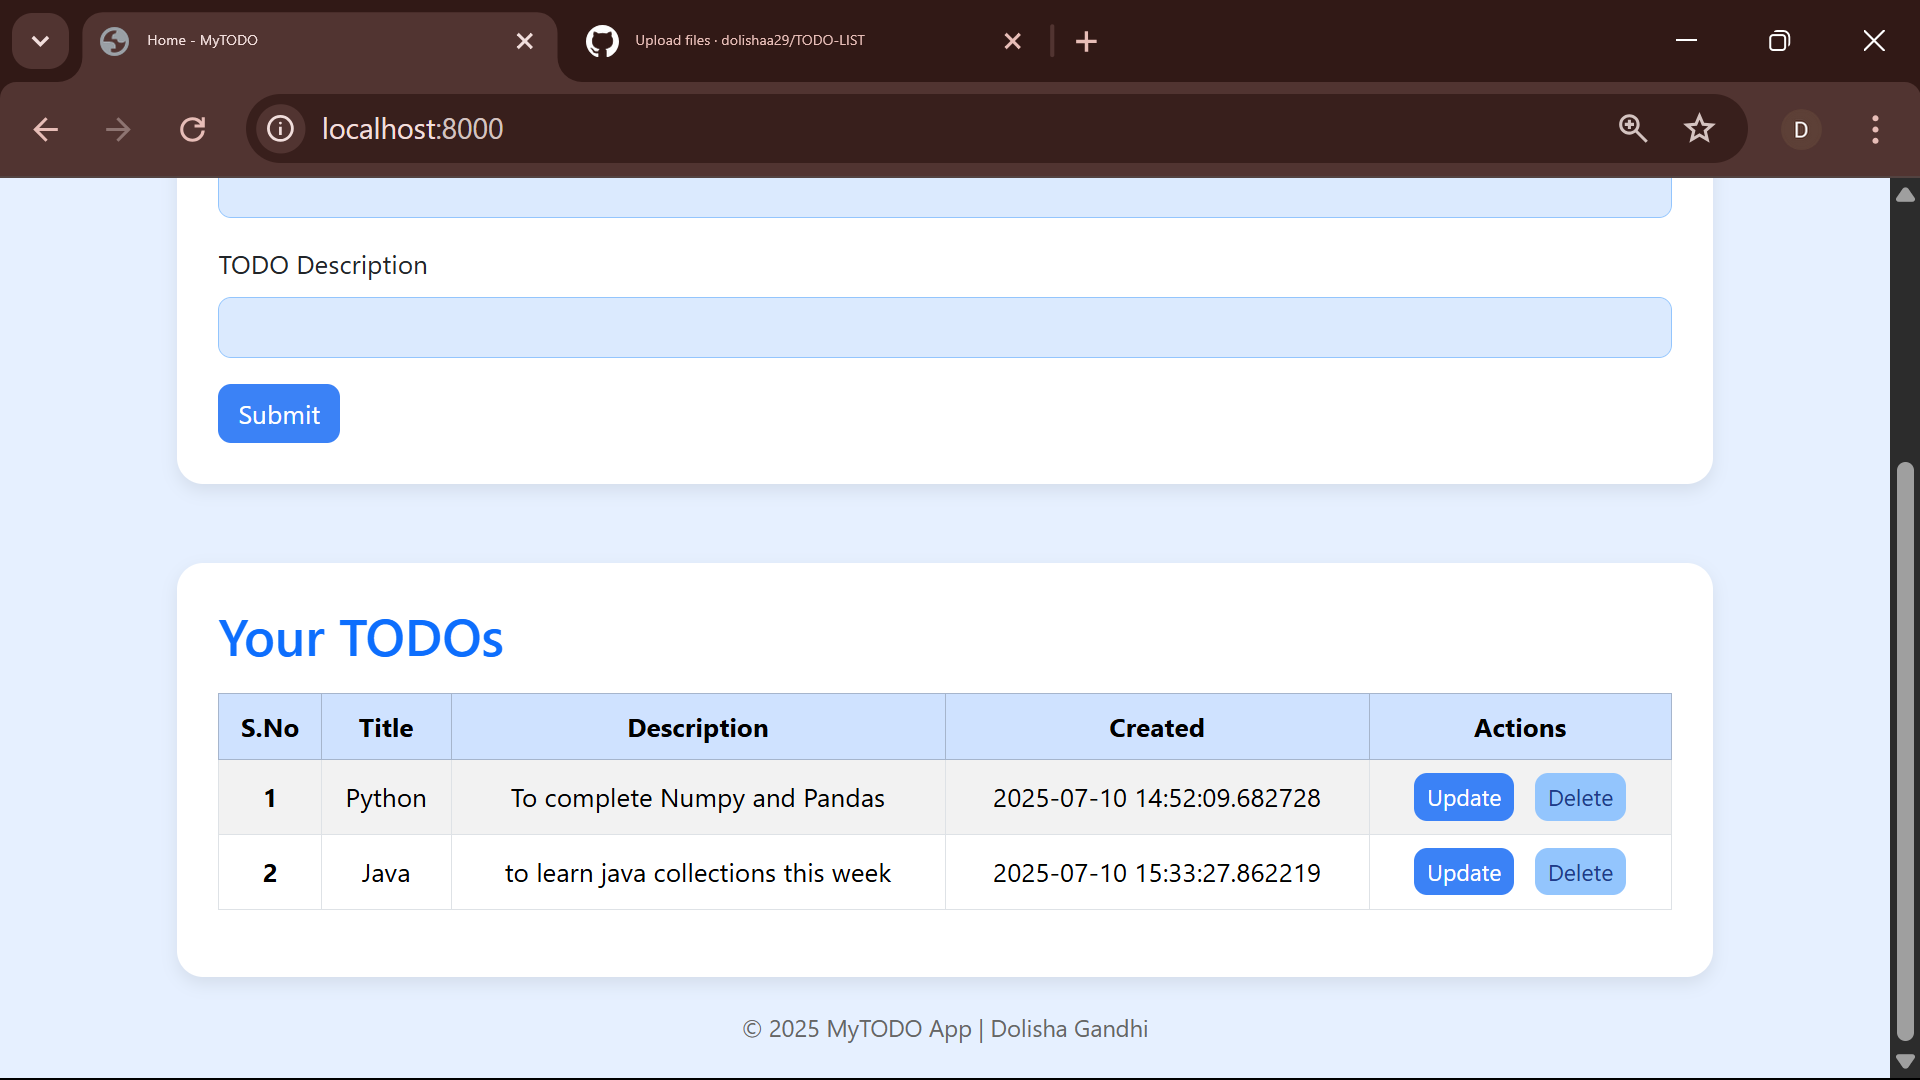 Home - MyTODO
Upload files · dolishaa29/TODO-LIST
localhost:8000
D
TODO Description
Submit
Your TODOs
S.No Title Description Created Actions
1 Python To complete Numpy and Pandas 2025-07-10 14:52:09.682728 Update Delete
2 Java to learn java collections this week 2025-07-10 15:33:27.862219 Update Delete
© 2025 MyTODO App | Dolisha Gandhi